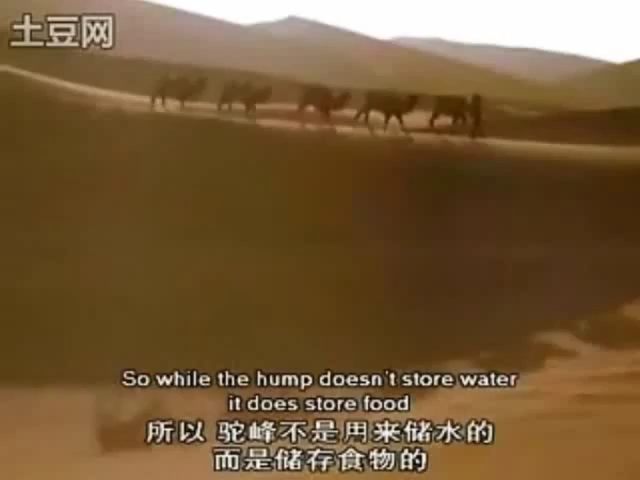 土豆网
So while the hump doesn't store water
it does store food
所以 驼峰不是用来储水的
而是储存食物的